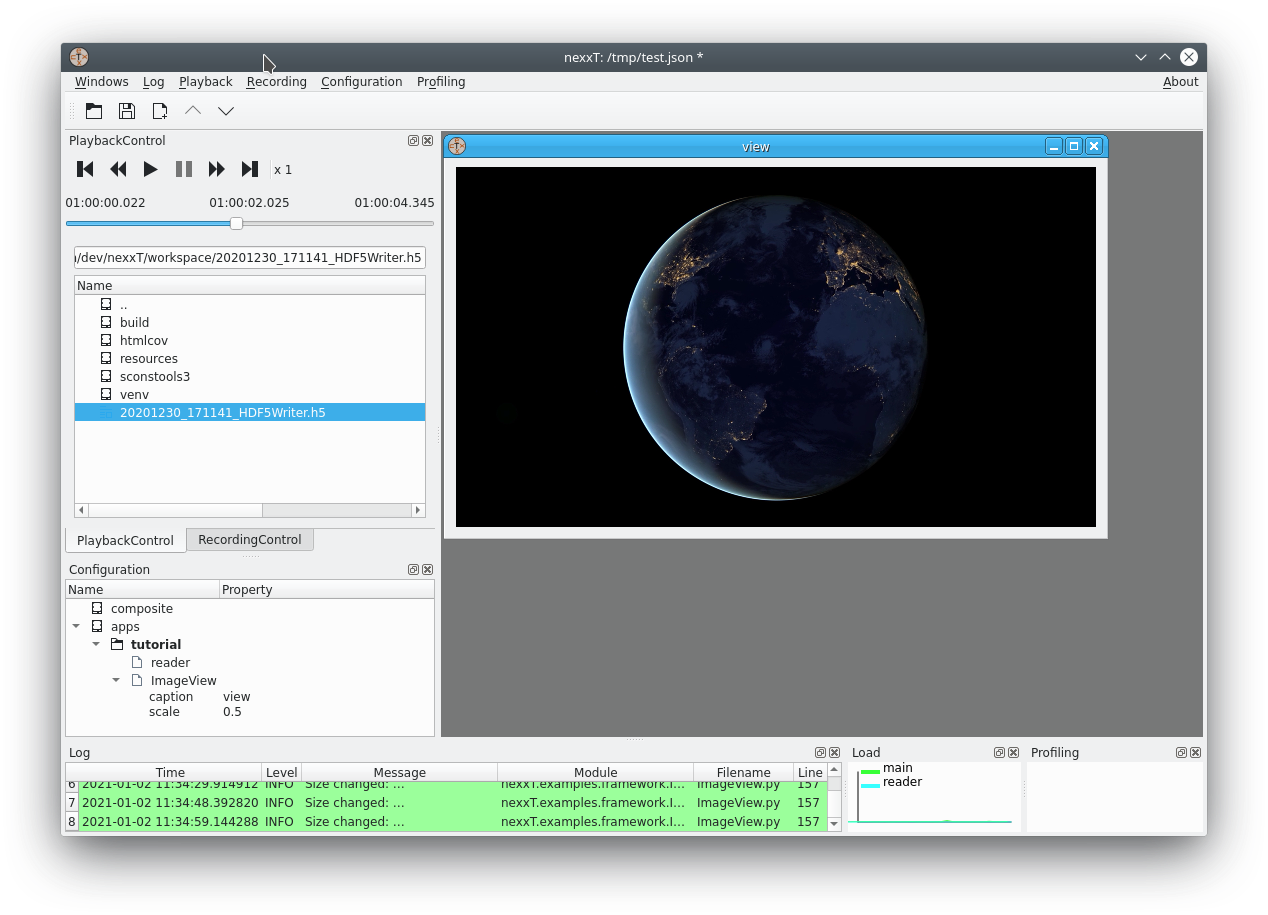 nexxT: /tmp/test.json *
Windows Log Playback Recording Configuration Profiling About
PlaybackControl
x 1
01:00:00.022 01:00:02.025 01:00:04.345
/dev/nexxT/workspace/20201230_171141_HDF5Writer.h5
Name
..
build
htmlcov
resources
sconstools3
venv
20201230_171141_HDF5Writer.h5
PlaybackControl RecordingControl
view
Configuration
Name Property
composite
apps
tutorial
reader
ImageView
caption view
scale 0.5
Log
Time Level Message Module Filename Line
6 2021-01-02 11:34:29.914912 INFO Size changed: ... nexxT.examples.framework.I... ImageView.py 157
7 2021-01-02 11:34:48.392820 INFO Size changed: ... nexxT.examples.framework.I... ImageView.py 157
8 2021-01-02 11:34:59.144288 INFO Size changed: ... nexxT.examples.framework.I... ImageView.py 157
Load
main
reader
Profiling